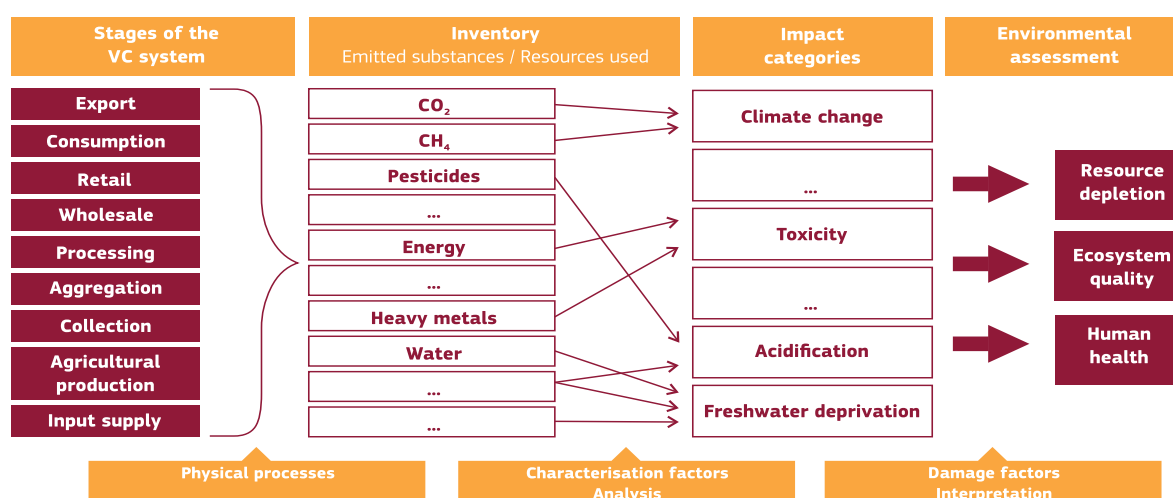 Stages of the
VC system
Inventory
Emitted substances / Resources used
Impact
categories
Environmental
assessment
Export
Consumption
Retail
Wholesale
Processing
Aggregation
Collection
Agricultural
production
Input supply
CO₂
CH₄
Pesticides
...
Energy
...
Heavy metals
Water
...
...
Climate change
...
Toxicity
...
Acidification
Freshwater deprivation
Resource
depletion
Ecosystem
quality
Human
health
Physical processes
Characterisation factors
Analysis
Damage factors
Interpretation